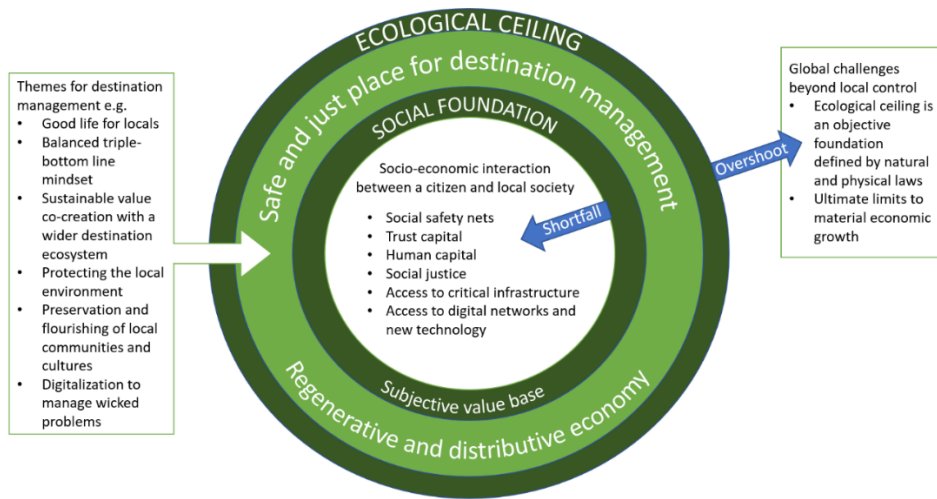 ECOLOGICAL CEILING
Safe and just place for destination management
SOCIAL FOUNDATION
Themes for destination
management e.g.
• Good life for locals
• Balanced triple-
bottom line
mindset
• Sustainable value
co-creation with a
wider destination
ecosystem
• Protecting the local
environment
• Preservation and
flourishing of local
communities and
cultures
• Digitalization to
manage wicked
problems
Socio-economic interaction
between a citizen and local society
• Social safety nets
• Trust capital
• Human capital
• Social justice
• Access to critical infrastructure
• Access to digital networks and
new technology
Shortfall
Overshoot
Global challenges
beyond local control
• Ecological ceiling is
an objective
foundation
defined by natural
and physical laws
• Ultimate limits to
material economic
growth
Subjective value base
Regenerative and distributive economy